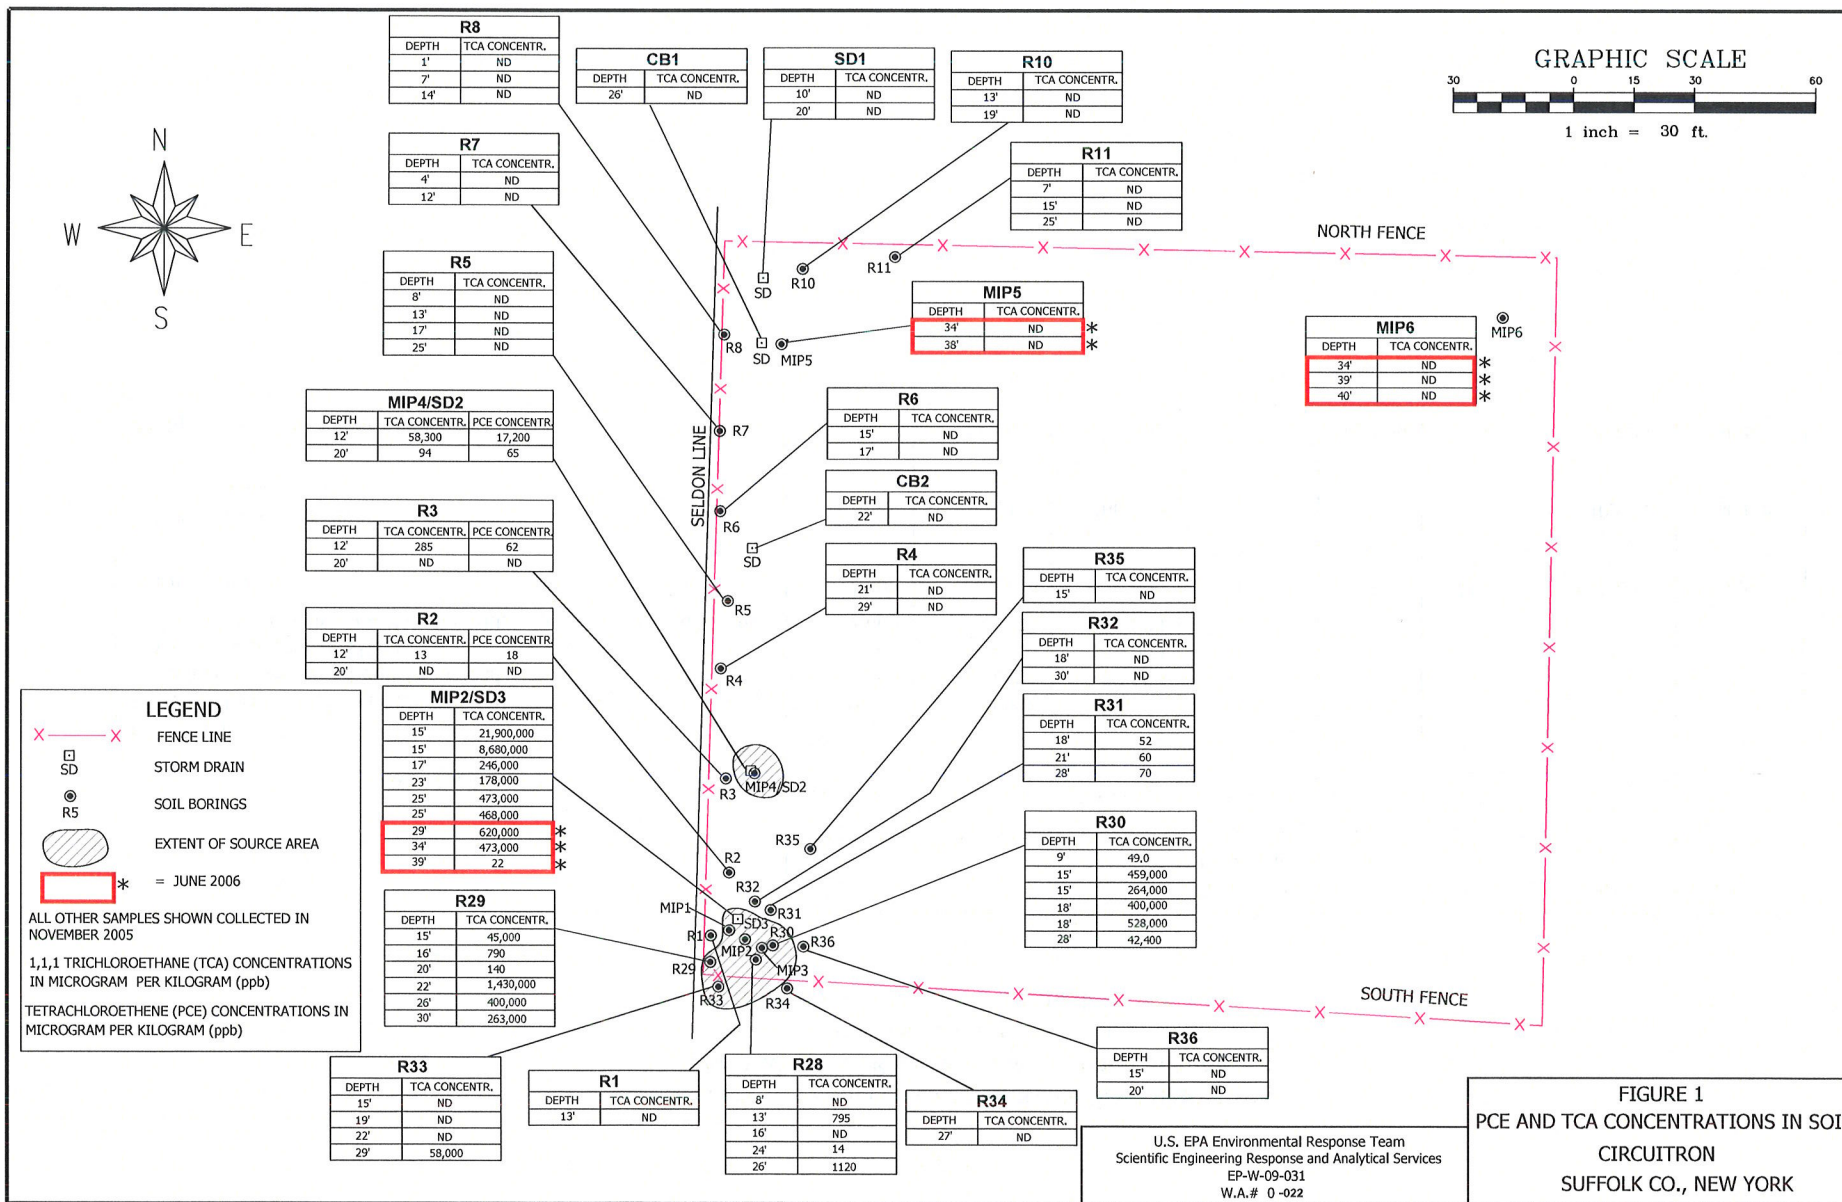 R8
DEPTH TCA CONCENTR.
1' ND
7' ND
14' ND
CB1
DEPTH TCA CONCENTR.
26' ND
SD1
DEPTH TCA CONCENTR.
10' ND
20' ND
R10
DEPTH TCA CONCENTR.
13' ND
19' ND
GRAPHIC SCALE
30 0 15 30 60
1 inch = 30 ft.
N
W E
S
R7
DEPTH TCA CONCENTR.
4' ND
12' ND
R11
DEPTH TCA CONCENTR.
7' ND
15' ND
25' ND
NORTH FENCE
R5
DEPTH TCA CONCENTR.
8' ND
13' ND
17' ND
25' ND
SD
R10
R11
MIP5
DEPTH TCA CONCENTR.
34' ND *
38' ND *
R8
SD
MIP5
MIP6
DEPTH TCA CONCENTR.
34' ND *
39' ND *
40' ND *
MIP6
MIP4/SD2
DEPTH TCA CONCENTR. PCE CONCENTR.
12' 58,300 17,200
20' 94 65
R6
DEPTH TCA CONCENTR.
15' ND
17' ND
SELDON LINE
R7
CB2
DEPTH TCA CONCENTR.
22' ND
R6
SD
R3
DEPTH TCA CONCENTR. PCE CONCENTR.
12' 285 62
20' ND ND
R4
DEPTH TCA CONCENTR.
21' ND
29' ND
R5
R35
DEPTH TCA CONCENTR.
15' ND
R2
DEPTH TCA CONCENTR. PCE CONCENTR.
12' 13 18
20' ND ND
R4
R32
DEPTH TCA CONCENTR.
18' ND
30' ND
MIP2/SD3
DEPTH TCA CONCENTR.
15' 21,900,000
15' 8,680,000
17' 246,000
23' 178,000
25' 473,000
25' 468,000
29' 620,000 *
34' 473,000 *
39' 22 *
R31
DEPTH TCA CONCENTR.
18' 52
21' 60
28' 70
R3
MIP4/SD2
R35
R2
R32
R31
MIP1
SD3
R1
R30
R36
MIP2
R29
MIP3
R33
R34
R30
DEPTH TCA CONCENTR.
9' 49.0
15' 459,000
15' 264,000
18' 400,000
18' 528,000
28' 42,400
SOUTH FENCE
LEGEND
FENCE LINE
SD STORM DRAIN
R5 SOIL BORINGS
EXTENT OF SOURCE AREA
* = JUNE 2006
ALL OTHER SAMPLES SHOWN COLLECTED IN
NOVEMBER 2005
1,1,1 TRICHLOROETHANE (TCA) CONCENTRATIONS
IN MICROGRAM PER KILOGRAM (ppb)
TETRACHLOROETHENE (PCE) CONCENTRATIONS IN
MICROGRAM PER KILOGRAM (ppb)
R29
DEPTH TCA CONCENTR.
15' 45,000
16' 790
20' 140
22' 1,430,000
26' 400,000
30' 263,000
R33
DEPTH TCA CONCENTR.
15' ND
19' ND
22' ND
29' 58,000
R1
DEPTH TCA CONCENTR.
13' ND
R28
DEPTH TCA CONCENTR.
8' ND
13' 795
16' ND
24' 14
26' 1120
R34
DEPTH TCA CONCENTR.
27' ND
R36
DEPTH TCA CONCENTR.
15' ND
20' ND
U.S. EPA Environmental Response Team
Scientific Engineering Response and Analytical Services
EP-W-09-031
W.A.# 0 -022
FIGURE 1
PCE AND TCA CONCENTRATIONS IN SOI
CIRCUITRON
SUFFOLK CO., NEW YORK